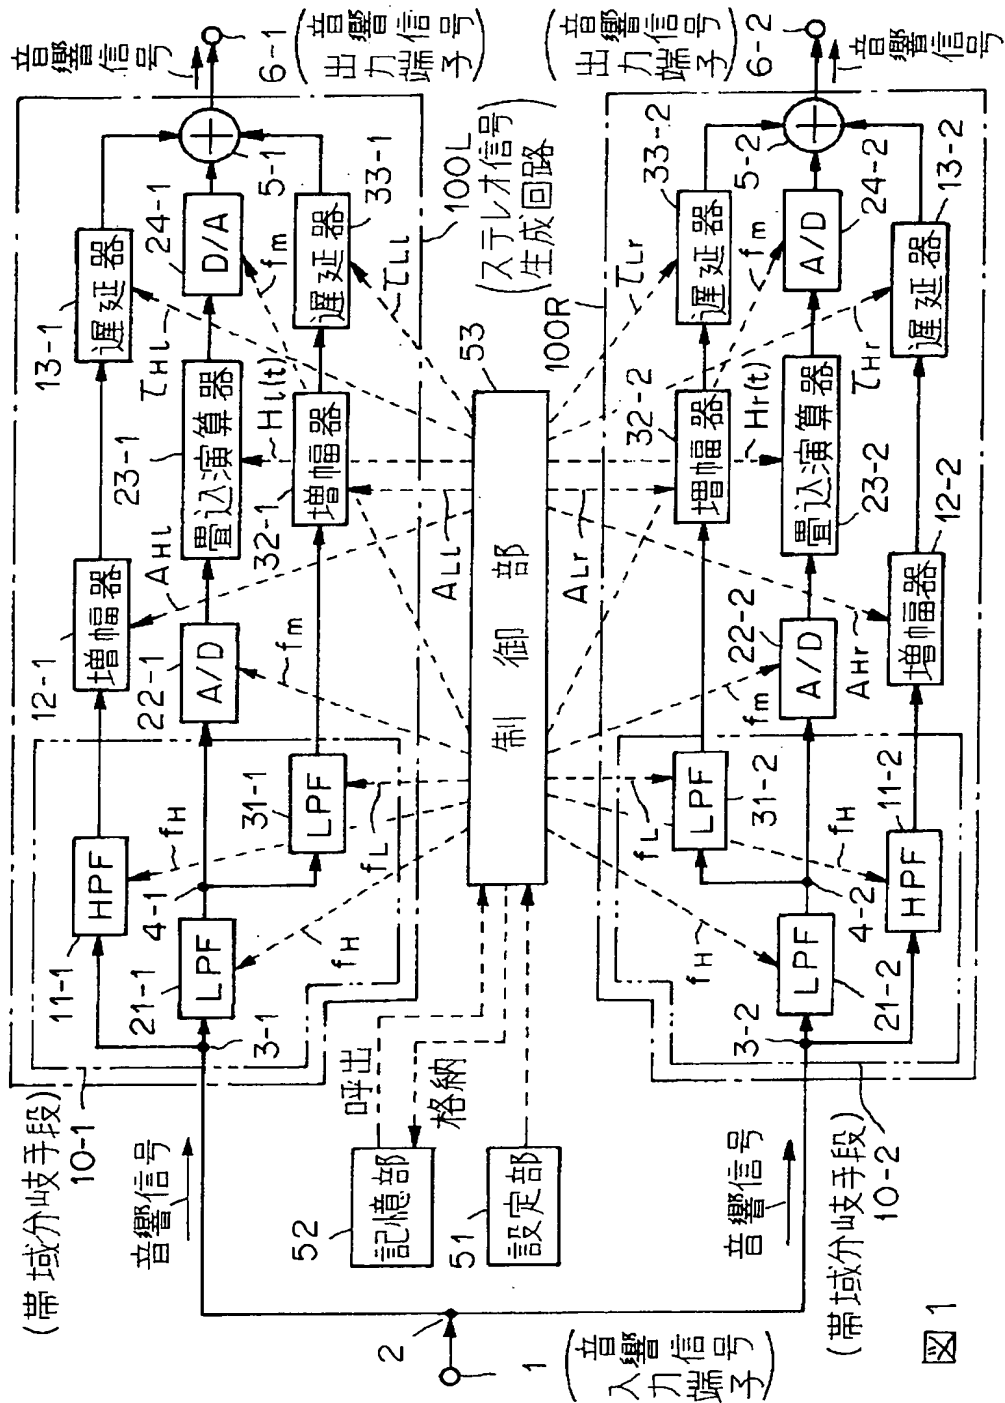 図 1
1
(音響信号
入力端子)
2
音響信号
音響信号
(帯域分岐手段)
10-1
(帯域分岐手段)
10-2
52
記憶部
51
設定部
呼出
格納
3-1
21-1
LPF
11-1
HPF
4-1
31-1
LPF
fH
fH
fL
22-1
A/D
12-1
増幅器
fm
AHl
23-1
畳込演算器
32-1
増幅器
Hl(t)
13-1
遅延器
τHl
24-1
D/A
fm
33-1
遅延器
τLl
5-1
音響信号
6-1
(音響信号
出力端子)
100L
(ステレオ信号
生成回路)
53
制御部
ALl
ALr
100R
3-2
21-2
LPF
11-2
HPF
4-2
31-2
LPF
fH
fH
fL
22-2
A/D
12-2
増幅器
fm
AHr
23-2
畳込演算器
32-2
増幅器
Hr(t)
13-2
遅延器
τHr
24-2
A/D
fm
33-2
遅延器
τLr
5-2
音響信号
6-2
(音響信号
出力端子)